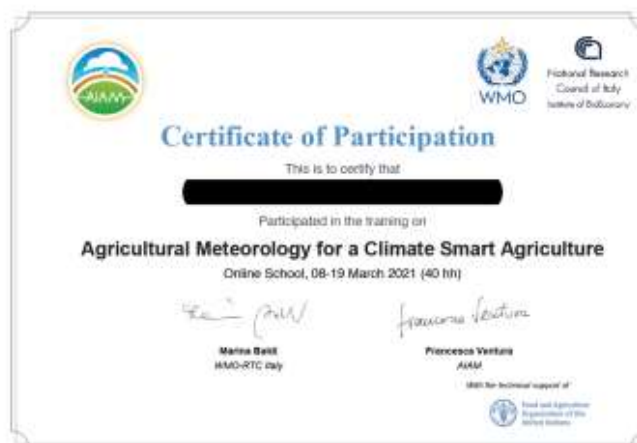 AIAM
WMO
National Research
Council of Italy
Institute of BioEconomy
Certificate of Participation
This is to certify that
Participated in the training on
Agricultural Meteorology for a Climate Smart Agriculture
Online School, 08-19 March 2021 (40 hh)
Francesca Ventura
Marina Baldi
WMO-RTC Italy
Francesca Ventura
AIAM
With the technical support of
Food and Agriculture
Organization of the
United Nations